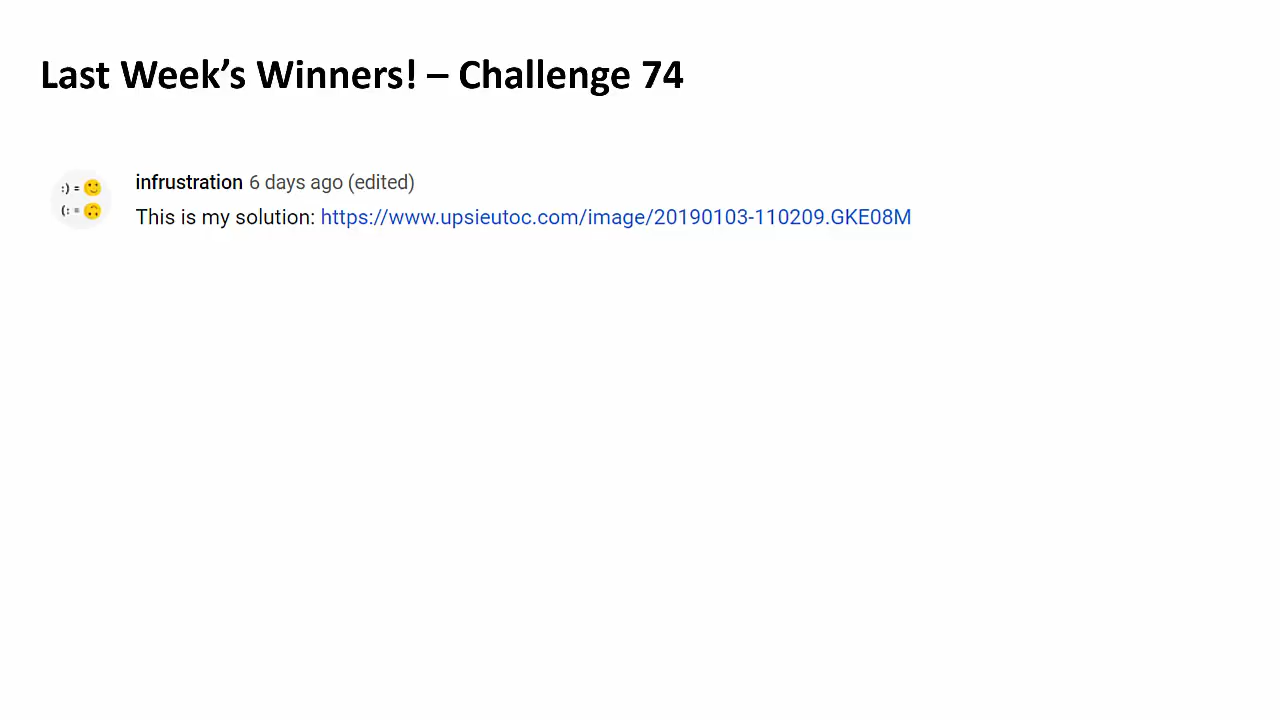 Last Week’s Winners! – Challenge 74
:) = 🙂
(: = 🙃
infrustration 6 days ago (edited)
This is my solution: https://www.upsieutoc.com/image/20190103-110209.GKE08M